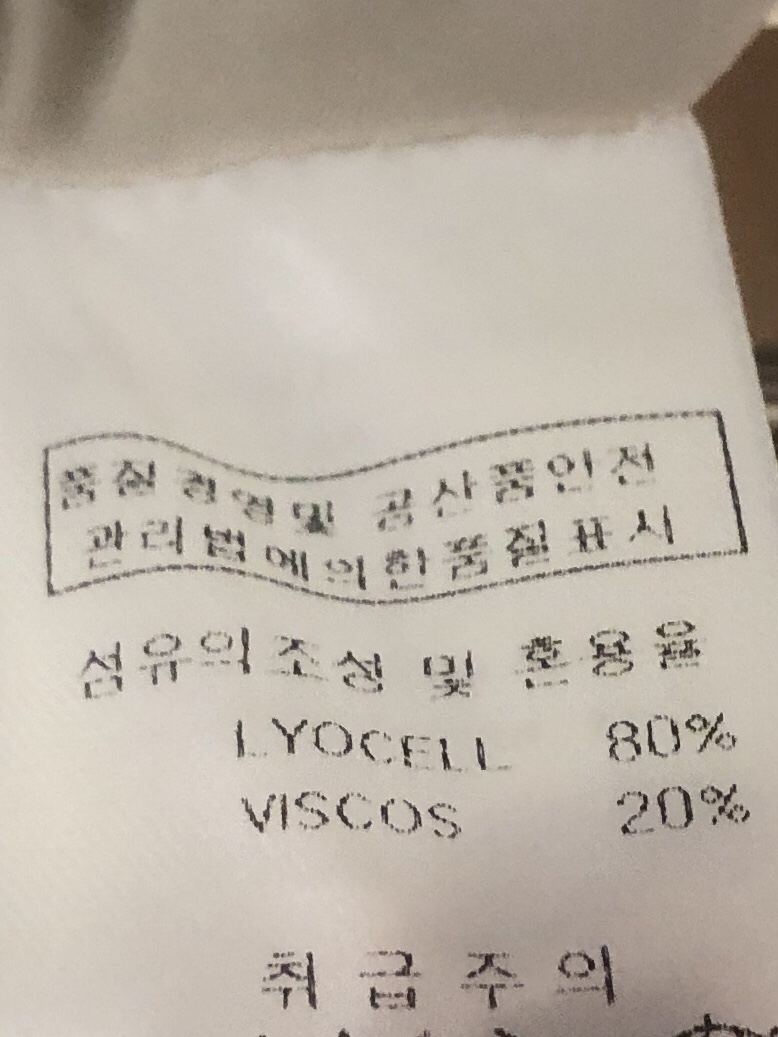 품질경영및 공산품안전
관리법에의한품질표시
섬유의조성 및 혼용율
LYOCELL 80%
VISCOS 20%
취급주의